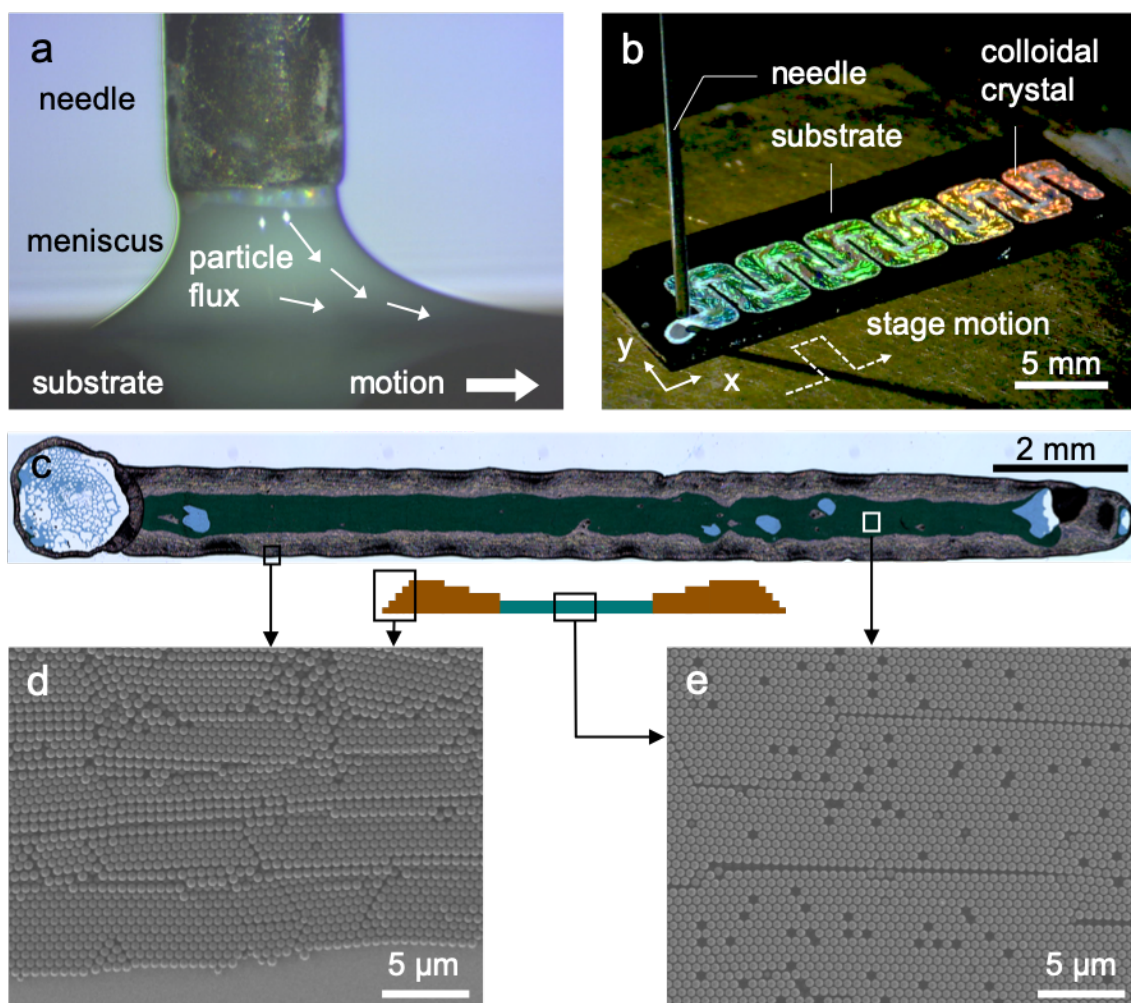 a
needle
meniscus
particle
flux
substrate
motion
b
needle
colloidal
crystal
substrate
stage motion
y
x
5 mm
c
2 mm
d
5 µm
e
5 µm